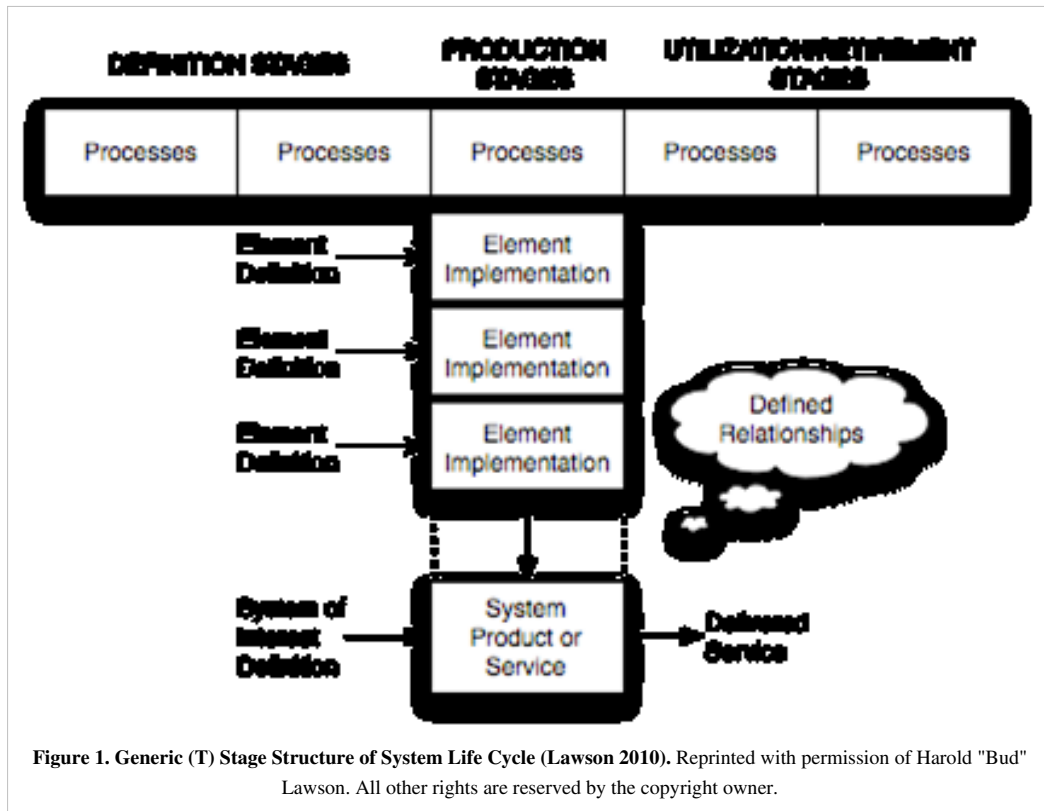 DEFINITION STAGES
PRODUCTION
STAGES
UTILIZATION/RETIREMENT
STAGES
Processes
Processes
Processes
Processes
Processes
Element
Definition
Element
Implementation
Element
Definition
Element
Implementation
Element
Definition
Element
Implementation
Defined
Relationships
System of
Interest
Definition
System
Product or
Service
Delivered
Service
Figure 1. Generic (T) Stage Structure of System Life Cycle (Lawson 2010). Reprinted with permission of Harold "Bud"
Lawson. All other rights are reserved by the copyright owner.